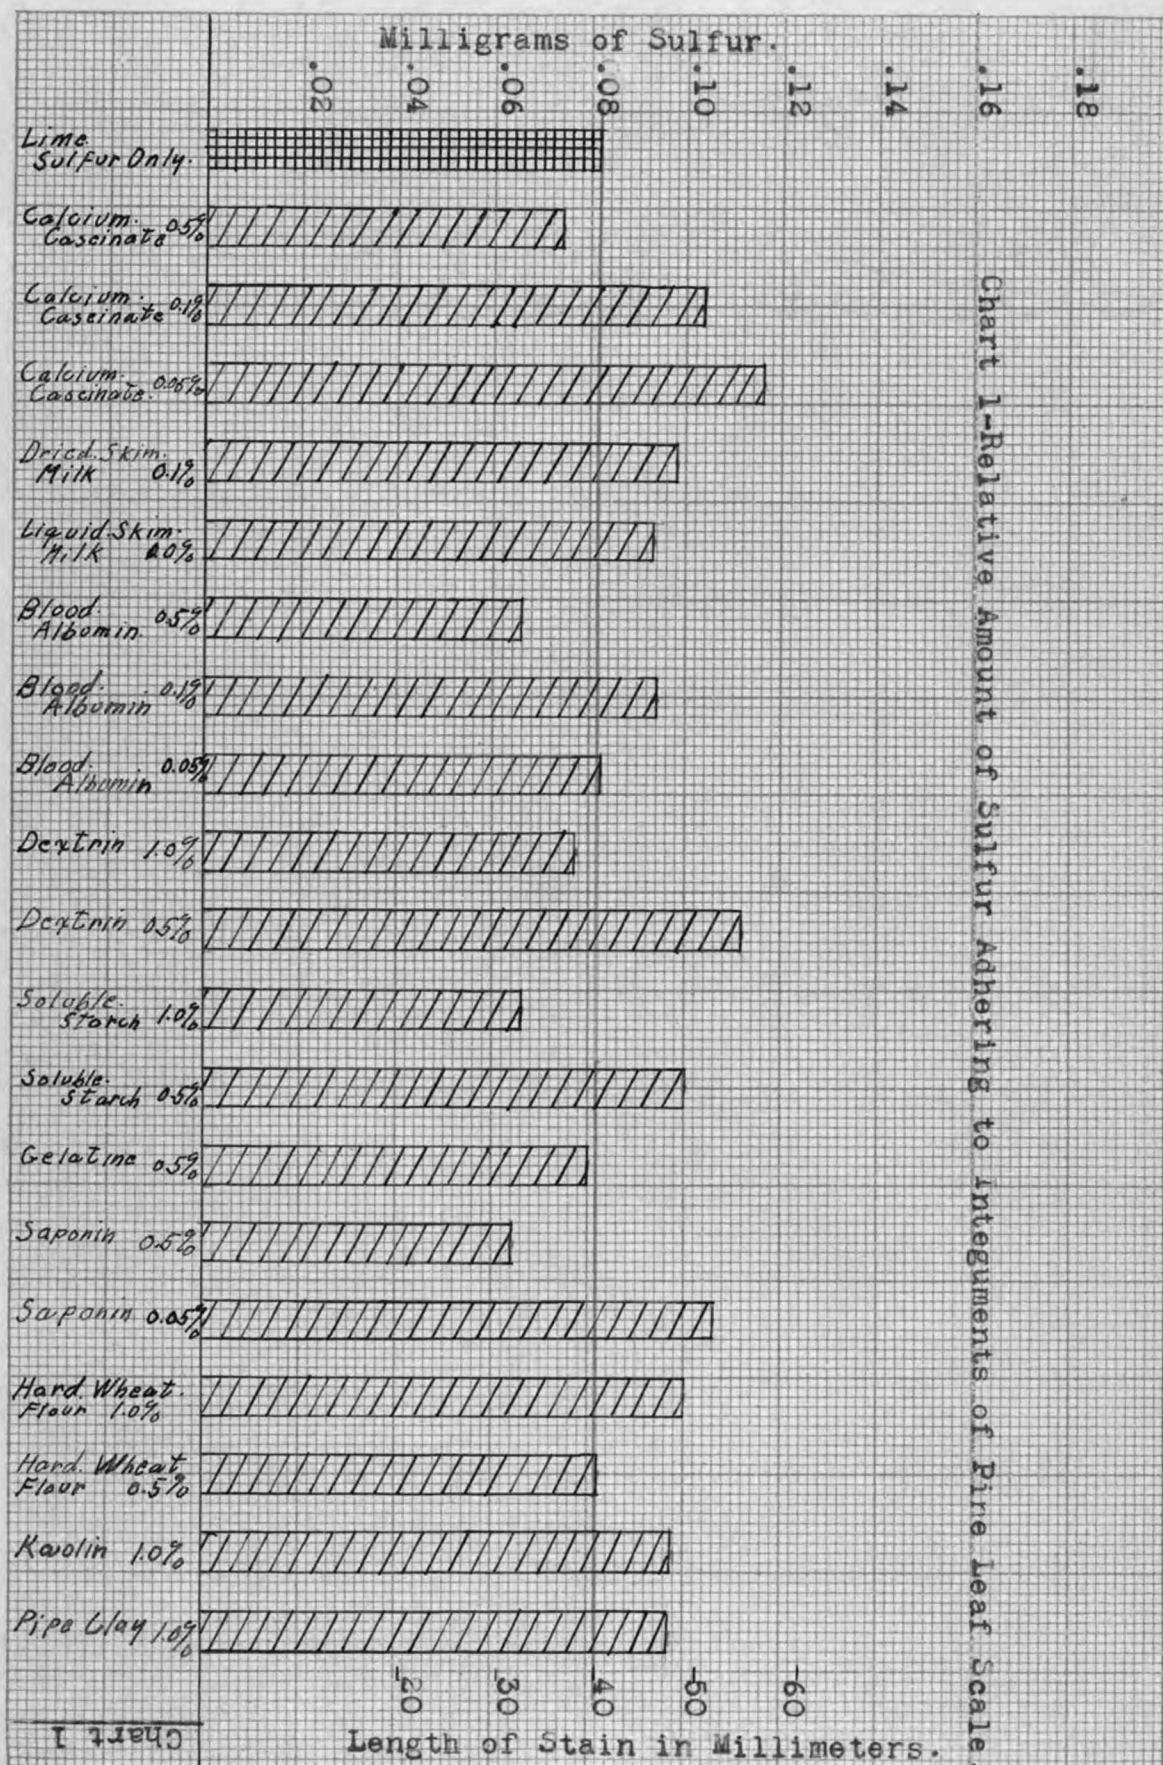 Milligrams of Sulfur.
.02 .04 .06 .08 .10 .12 .14 .16 .18
Lime
Sulfur Only.
Calcium. 0.5%
Caseinate
Calcium. 0.1%
Caseinate
Calcium. 0.05%
Caseinate.
Dried Skim.
Milk 0.1%
Liquid Skim.
Milk 1.0%
Blood. 0.5%
Albumin.
Blood. 0.1%
Albumin
Blood. 0.05%
Albumin
Dextrin 1.0%
Dextrin 0.5%
Soluble.
Starch 1.0%
Soluble.
Starch 0.5%
Gelatine 0.5%
Saponin 0.5%
Saponin 0.05%
Hard. Wheat.
Flour 1.0%
Hard. Wheat
Flour 0.5%
Kaolin 1.0%
Pipe Clay 1.0%
20 30 40 50 60
Length of Stain in Millimeters.
Chart 1
Chart 1-Relative Amount of Sulfur Adhering to Integuments of Pine Leaf Scale.